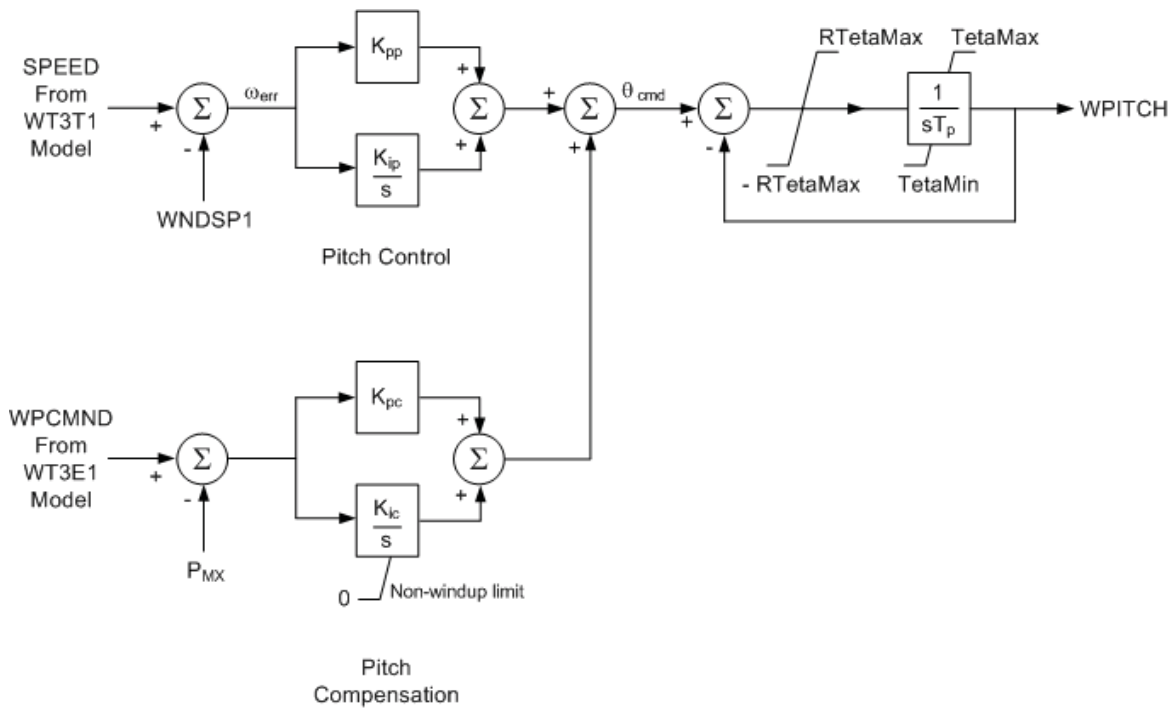 SPEED
From
WT3T1
Model
+
-
WNDSP1
ωerr
Kpp
Kip
s
+
+
Σ
Σ
Pitch Control
+
+
Σ
θ cmd
+
-
Σ
RTetaMax
- RTetaMax
TetaMax
1
sTp
TetaMin
WPITCH
WPCMND
From
WT3E1
Model
+
-
Σ
PMX
Kpc
Kic
s
+
+
Σ
0
Non-windup limit
Pitch
Compensation